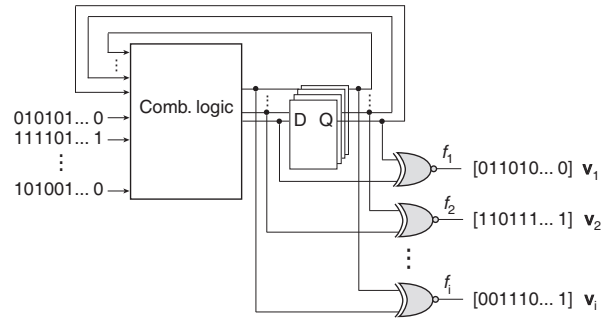 Comb. logic
D Q
010101... 0
111101... 1
101001... 0
f1 [011010... 0] v1
f2 [110111... 1] v2
fi [001110... 1] vi